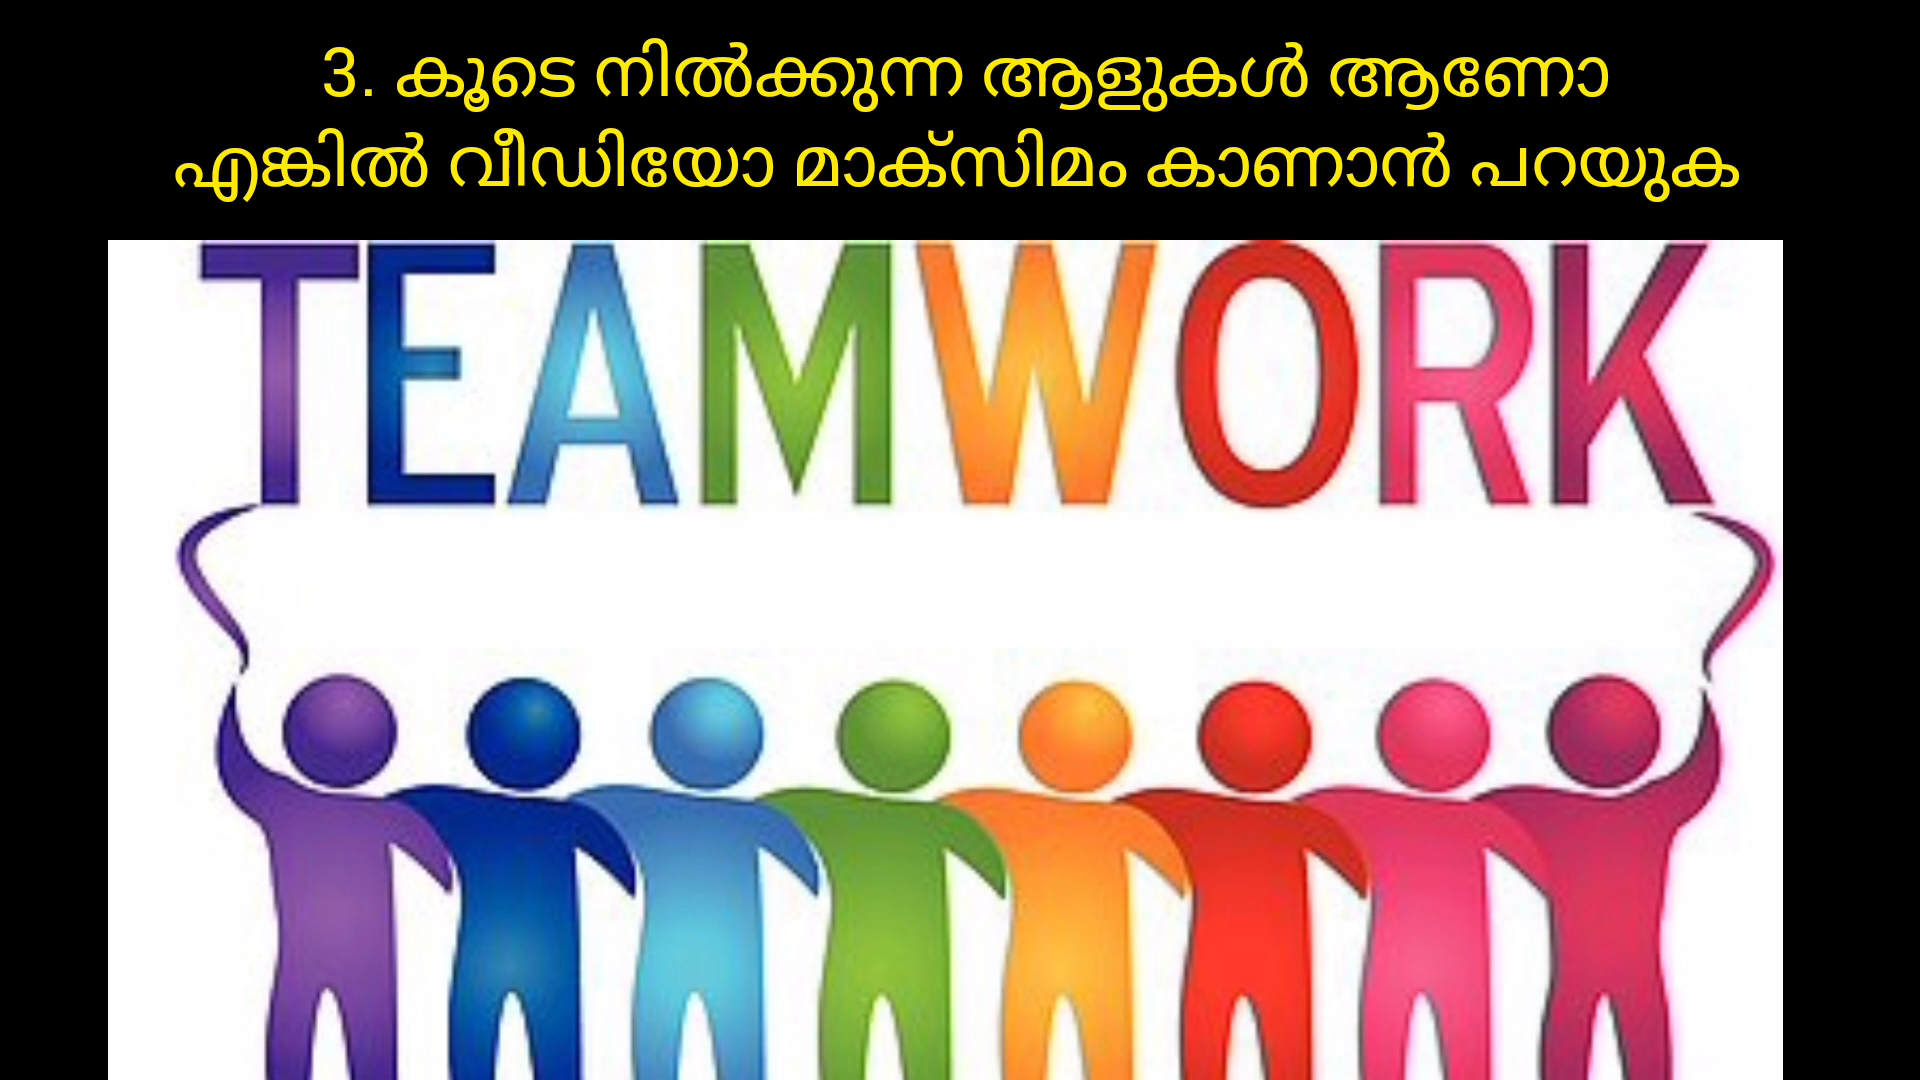 3. കൂടെ നിൽക്കുന്ന ആളുകൾ ആണോ
എങ്കിൽ വീഡിയോ മാക്സിമം കാണാൻ പറയുക
TEAMWORK